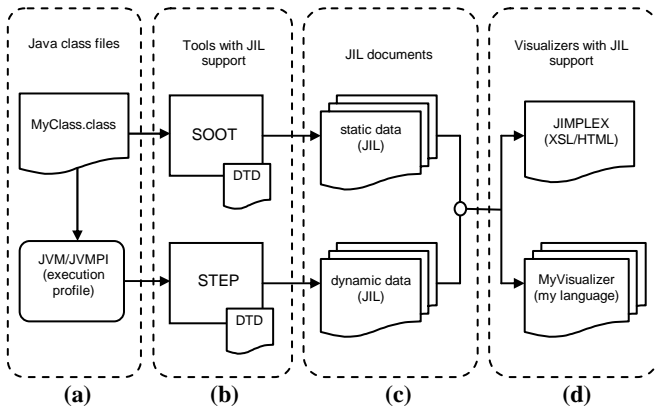 Java class files
MyClass.class
JVM/JVMPI
(execution
profile)
(a)
Tools with JIL
support
SOOT
DTD
STEP
DTD
(b)
JIL documents
static data
(JIL)
dynamic data
(JIL)
(c)
Visualizers with JIL
support
JIMPLEX
(XSL/HTML)
MyVisualizer
(my language)
(d)